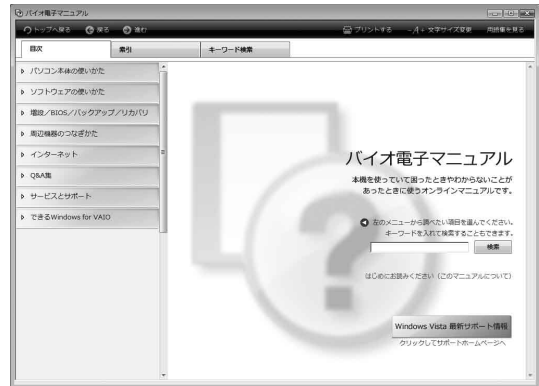 バイオ電子マニュアル
トップへ戻る 戻る 進む プリントする -A+ 文字サイズ変更 用語集を見る
目次 索引 キーワード検索
パソコン本体の使いかた
ソフトウェアの使いかた
増設/BIOS/バックアップ/リカバリ
周辺機器のつなぎかた
インターネット
Q&A集
サービスとサポート
できるWindows for VAIO
バイオ電子マニュアル
本機を使っていて困ったときやわからないことが
あったときに使うオンラインマニュアルです。
左のメニューから調べたい項目を選んでください。
キーワードを入れて検索することもできます。
検索
はじめにお読みください（このマニュアルについて）
Windows Vista 最新サポート情報
クリックしてサポートホームページへ